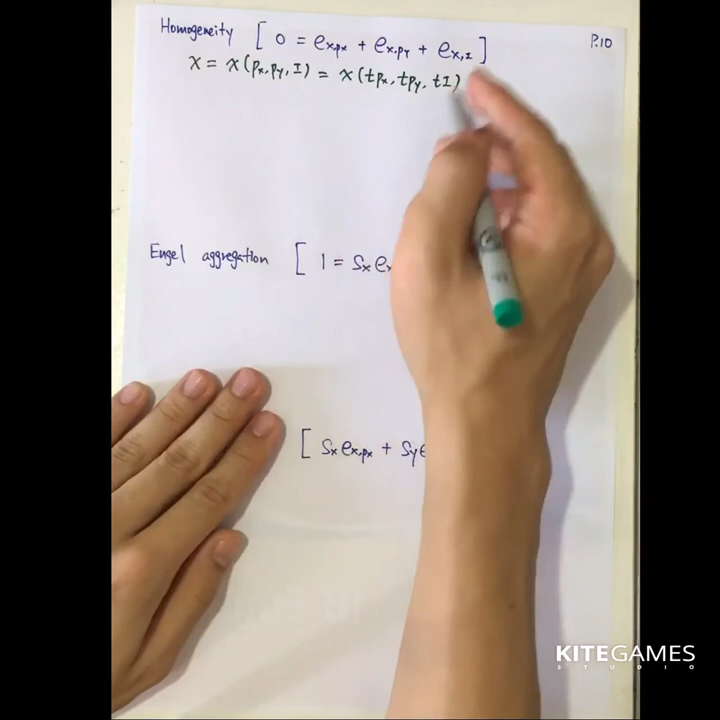 Homogeneity [ 0 = ex,px + ex,py + ex,I ]
P.10
x = x(px, py, I) = x(tpx, tpy, tI)
Engel aggregation [ 1 = Sx
[ Sx ex,px + Sy
KITEGAMES
STUDIO